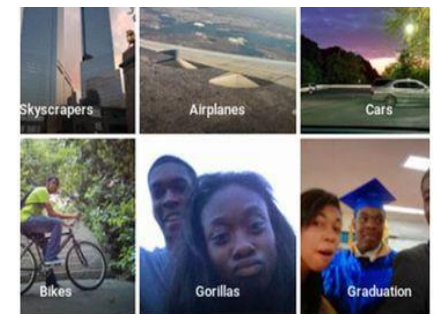 Skyscrapers
Airplanes
Cars
Bikes
Gorillas
Graduation